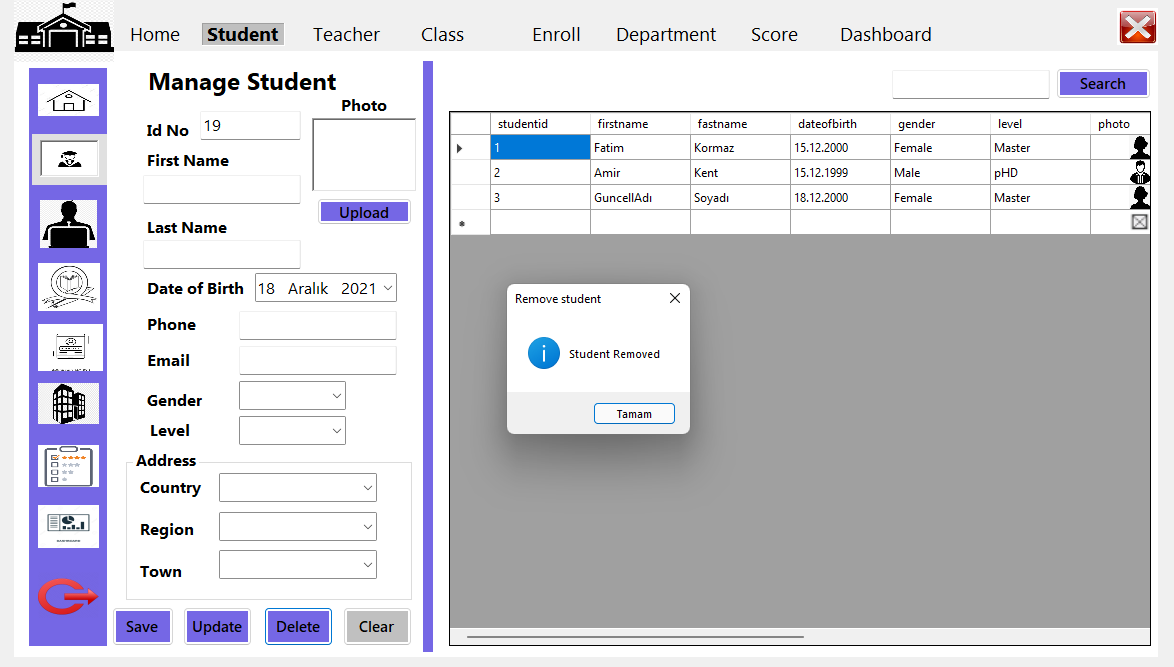 Home Student Teacher Class Enroll Department Score Dashboard
Manage Student
Photo
Id No 19
First Name
Upload
Last Name
Date of Birth 18 Aralık 2021
Phone
Email
Gender
Level
Address
Country
Region
Town
Save Update Delete Clear
Search
studentid firstname fastname dateofbirth gender level photo
1 Fatim Kormaz 15.12.2000 Female Master
2 Amir Kent 15.12.1999 Male pHD
3 GuncellAdı Soyadı 18.12.2000 Female Master
Remove student
Student Removed
Tamam